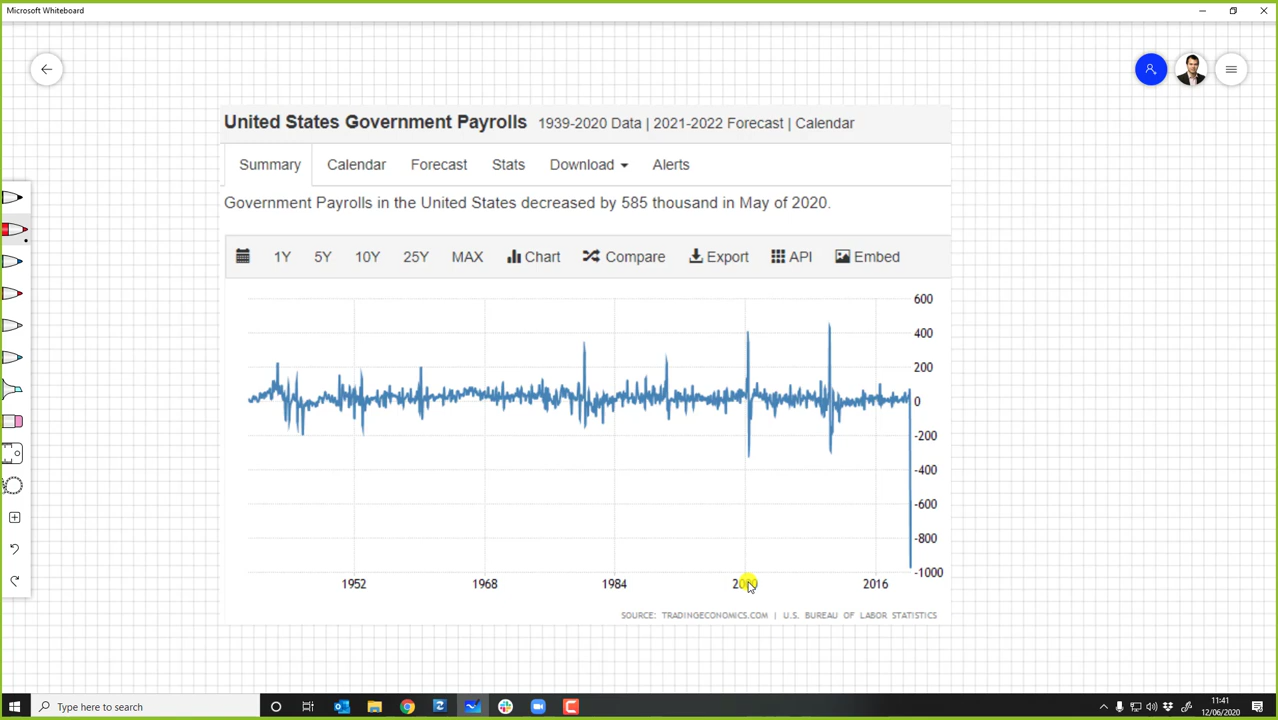 Microsoft Whiteboard
United States Government Payrolls 1939-2020 Data | 2021-2022 Forecast | Calendar
Summary Calendar Forecast Stats Download Alerts
Government Payrolls in the United States decreased by 585 thousand in May of 2020.
1Y 5Y 10Y 25Y MAX Chart Compare Export API Embed
600
400
200
0
-200
-400
-600
-800
-1000
1952 1968 1984 2016
SOURCE: TRADINGECONOMICS.COM | U.S. BUREAU OF LABOR STATISTICS
Type here to search
11:41
12/06/2020